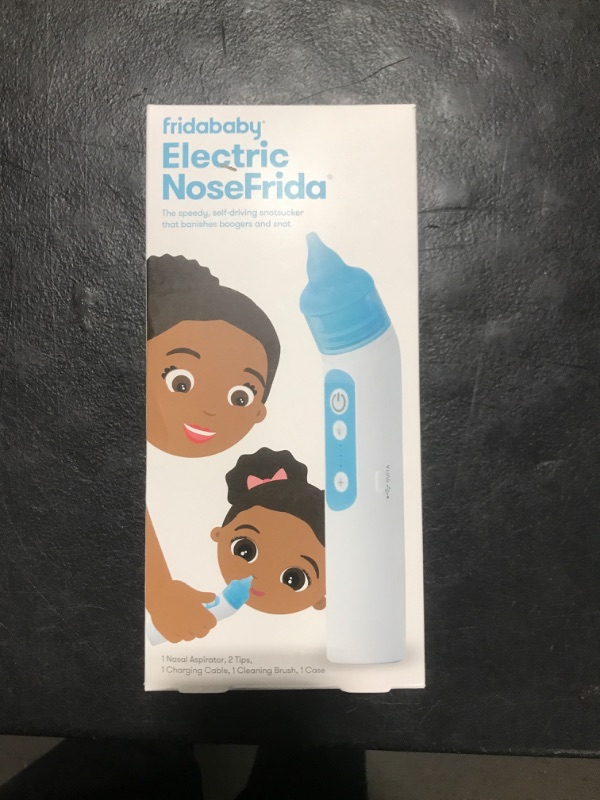 fridababy®
Electric
NoseFrida®
The speedy, self-driving snotsucker
that banishes boogers and snot
1 Nasal Aspirator, 2 Tips,
1 Charging Cable, 1 Cleaning Brush, 1 Case